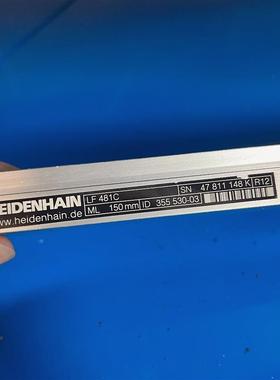 HEIDENHAIN
www.heidenhain.de
LF 481C SN 47 811 148 K R12
ML 150 mm ID 355 530-03